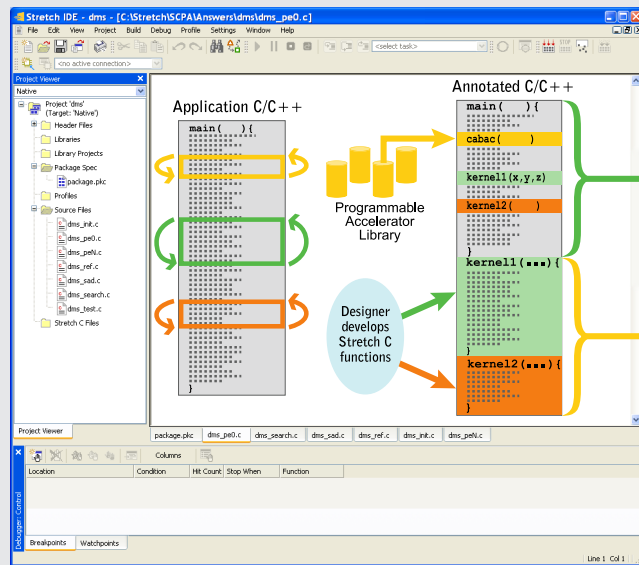 Stretch IDE - dms - [C:\Stretch\SCPA\Answers\dms\dms_pe0.c]
File Edit View Project Build Debug Profile Settings Window Help
<select task>
<no active connection>
Project Viewer
Native
Project 'dms'
(Target: 'Native')
Header Files
Libraries
Library Projects
Package Spec
package.pkc
Profiles
Source Files
dms_init.c
dms_pe0.c
dms_peN.c
dms_ref.c
dms_sad.c
dms_search.c
dms_test.c
Stretch C Files
Project Viewer
Application C/C++
main( ){
}
Programmable
Accelerator
Library
Designer
develops
Stretch C
functions
Annotated C/C++
main( ){
cabac( )
kernel1(x,y,z)
kernel2( )
}
kernel1(...){
}
kernel2(...){
}
package.pkc dms_pe0.c dms_search.c dms_sad.c dms_ref.c dms_init.c dms_peN.c
Debugger: Control
Columns
Location Condition Hit Count Stop When Function
Breakpoints Watchpoints
Line 1 Col 1